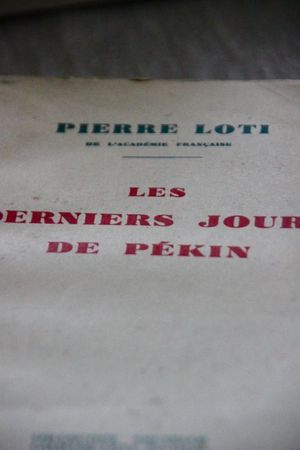 PIERRE LOTI
DE L'ACADÉMIE FRANÇAISE
LES
DERNIERS JOUR
DE PÉKIN